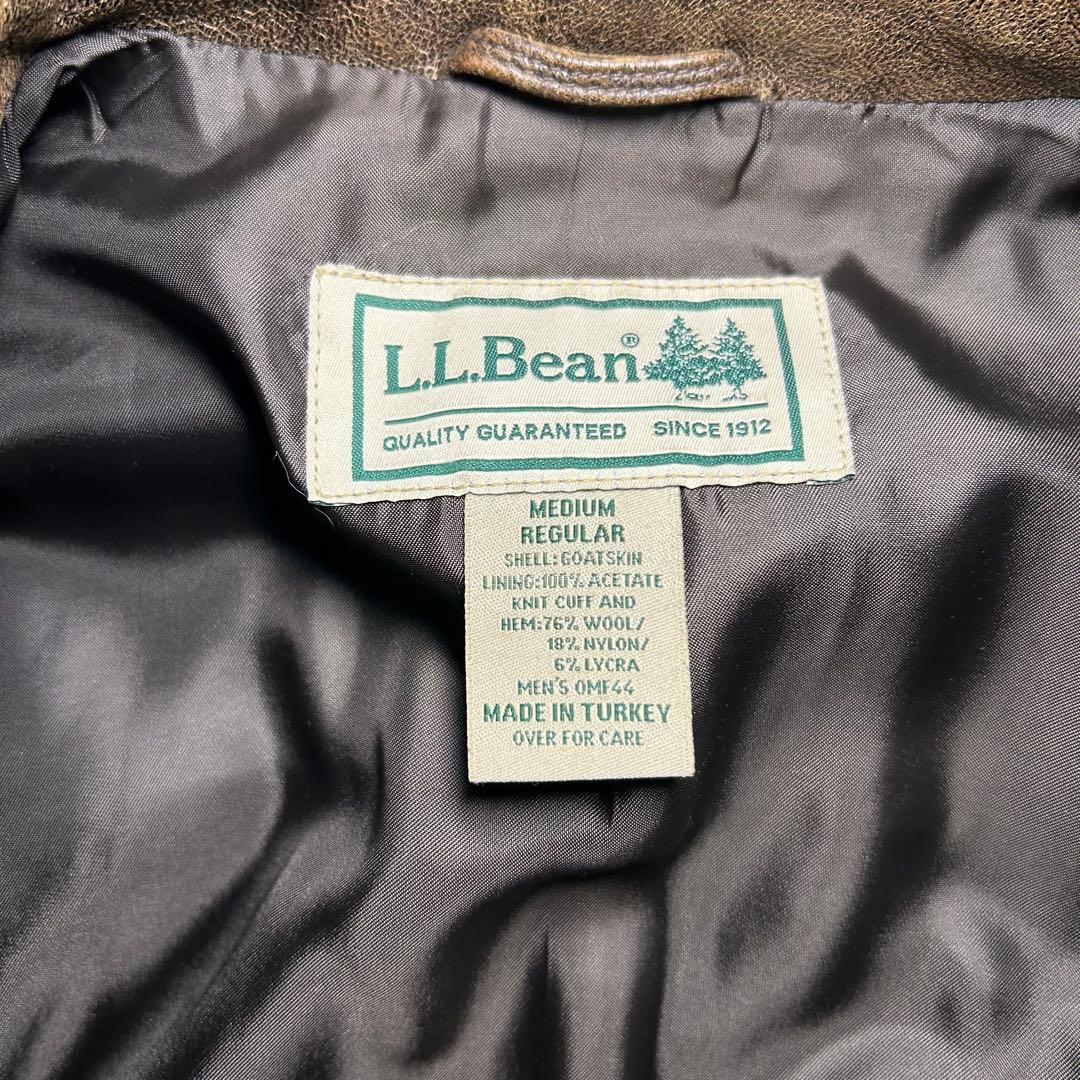 L.L.Bean®
QUALITY GUARANTEED SINCE 1912
MEDIUM
REGULAR
SHELL:GOATSKIN
LINING:100% ACETATE
KNIT CUFF AND
HEM:76% WOOL/
18% NYLON/
6% LYCRA
MEN'S 0MF44
MADE IN TURKEY
OVER FOR CARE